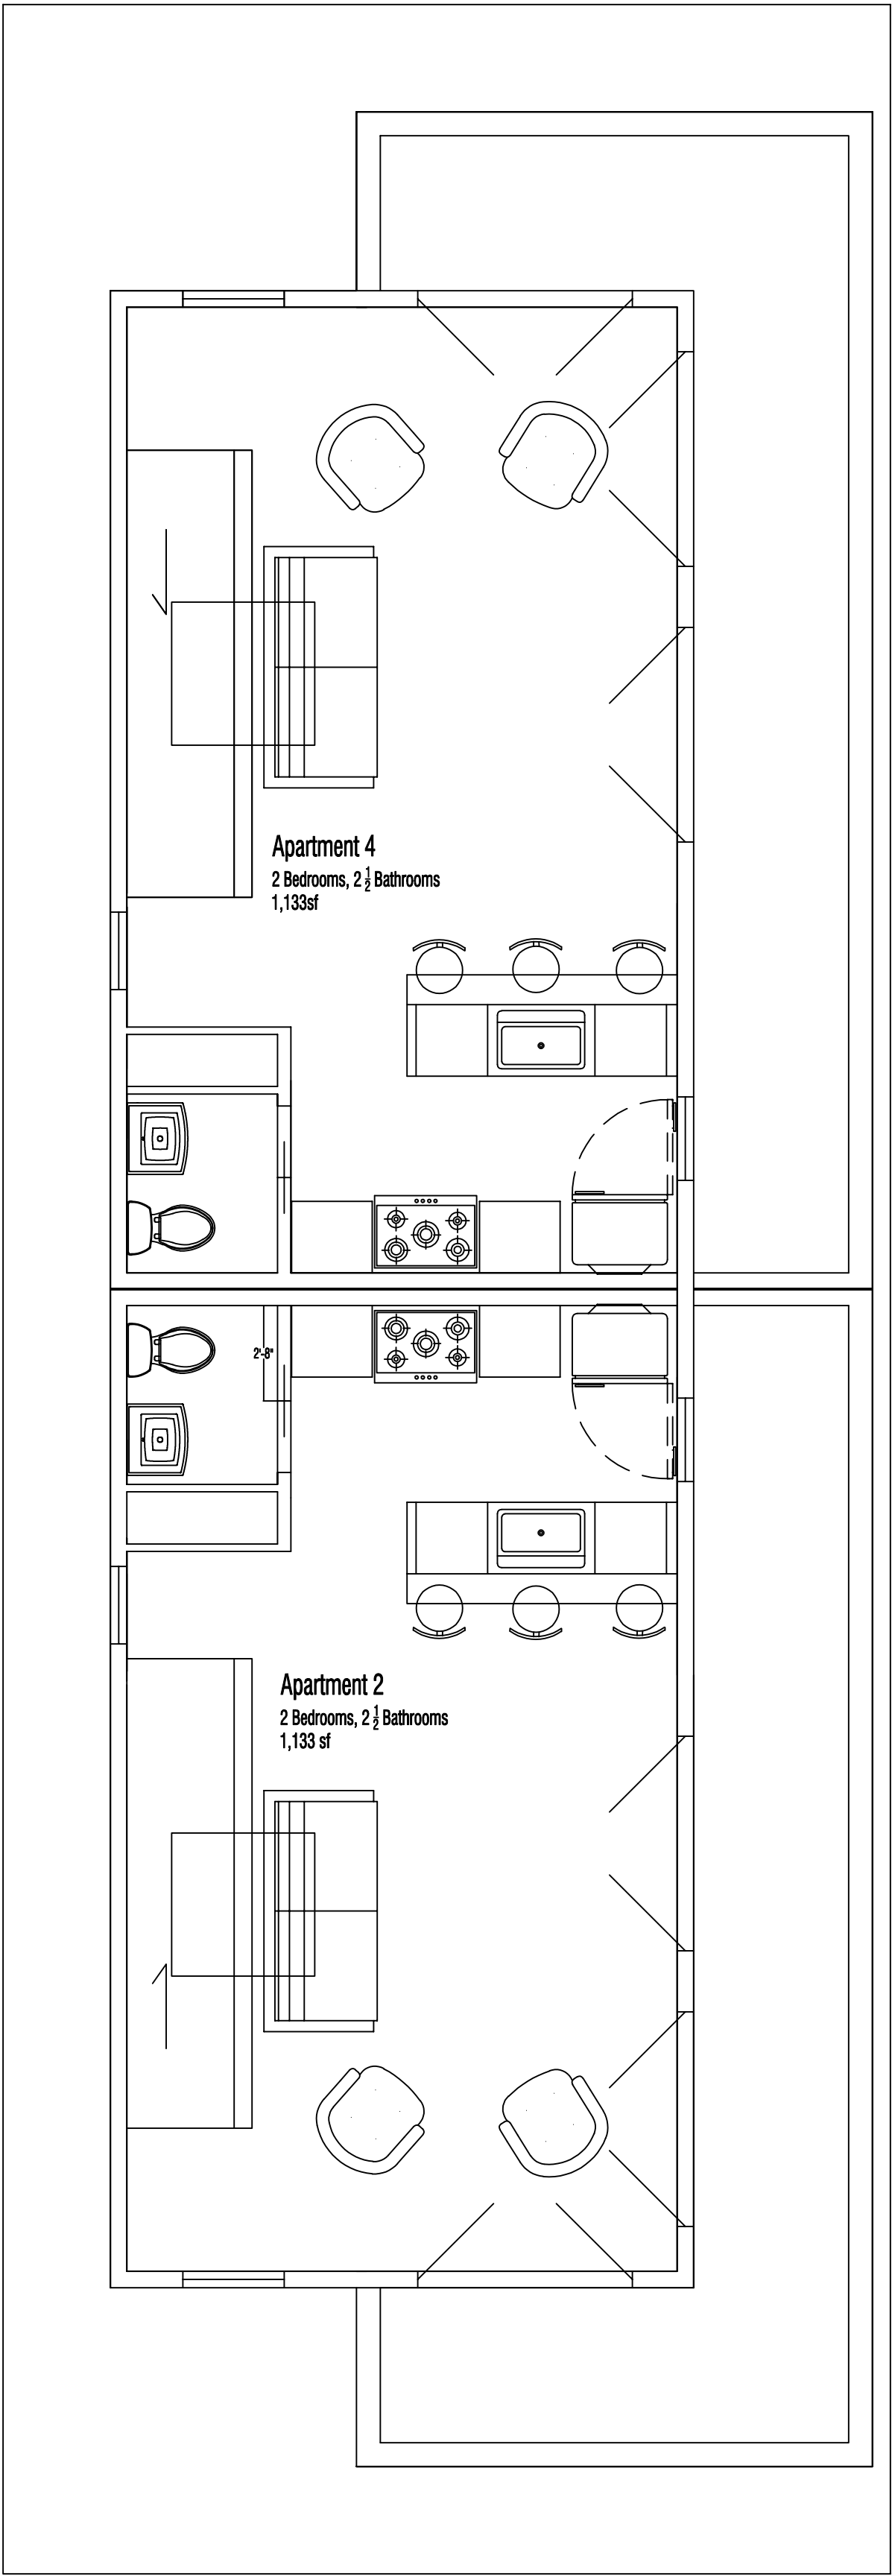 Apartment 4
2 Bedrooms, 2 1/2 Bathrooms
1,133sf
2'-8"
Apartment 2
2 Bedrooms, 2 1/2 Bathrooms
1,133 sf